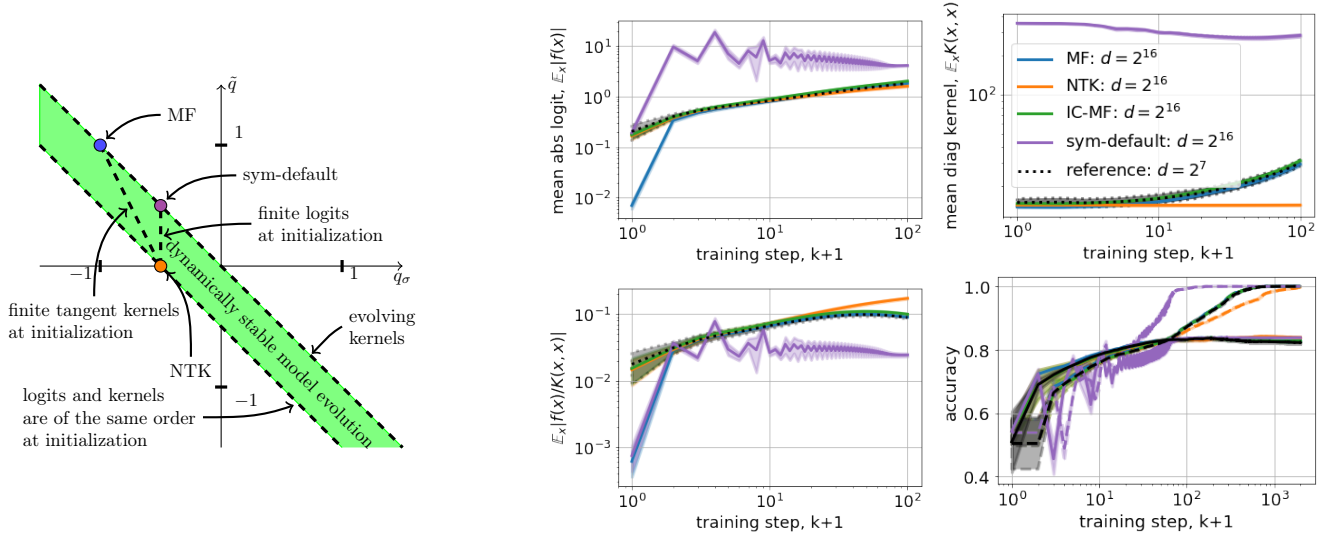 q̃
MF
1
sym-default
finite logits
at initialization
−1
1
q_σ
dynamically stable model evolution
finite tangent kernels
at initialization
evolving
kernels
NTK
logits and kernels
are of the same order
at initialization
−1
mean abs logit, 𝔼ₓ|f(x)|
10¹
10⁰
10⁻¹
10⁻²
10⁰
10¹
10²
training step, k+1
mean diag kernel, 𝔼ₓK(x, x)
10²
MF: d = 2¹⁶
NTK: d = 2¹⁶
IC-MF: d = 2¹⁶
sym-default: d = 2¹⁶
reference: d = 2⁷
10⁰
10¹
10²
training step, k+1
𝔼ₓ|f(x)/K(x, x)|
10⁻¹
10⁻²
10⁻³
10⁰
10¹
10²
training step, k+1
accuracy
1.0
0.8
0.6
0.4
10⁰
10¹
10²
10³
training step, k+1